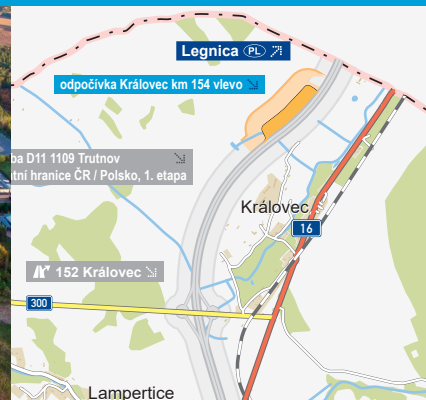 Legnica PL
odpočívka Královec km 154 vlevo
ba D11 1109 Trutnov
tní hranice ČR / Polsko, 1. etapa
Královec
16
152 Královec
300
Lampertice